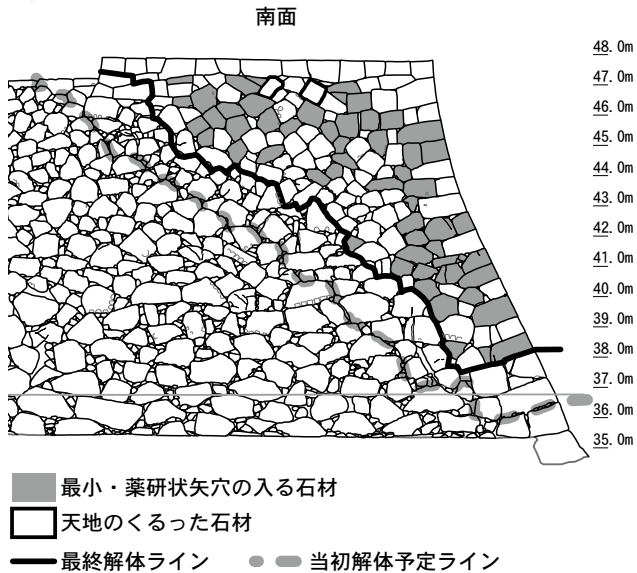 南面
48.0m
47.0m
46.0m
45.0m
44.0m
43.0m
42.0m
41.0m
40.0m
39.0m
38.0m
37.0m
36.0m
35.0m
最小・薬研状矢穴の入る石材
天地のくるった石材
最終解体ライン 当初解体予定ライン